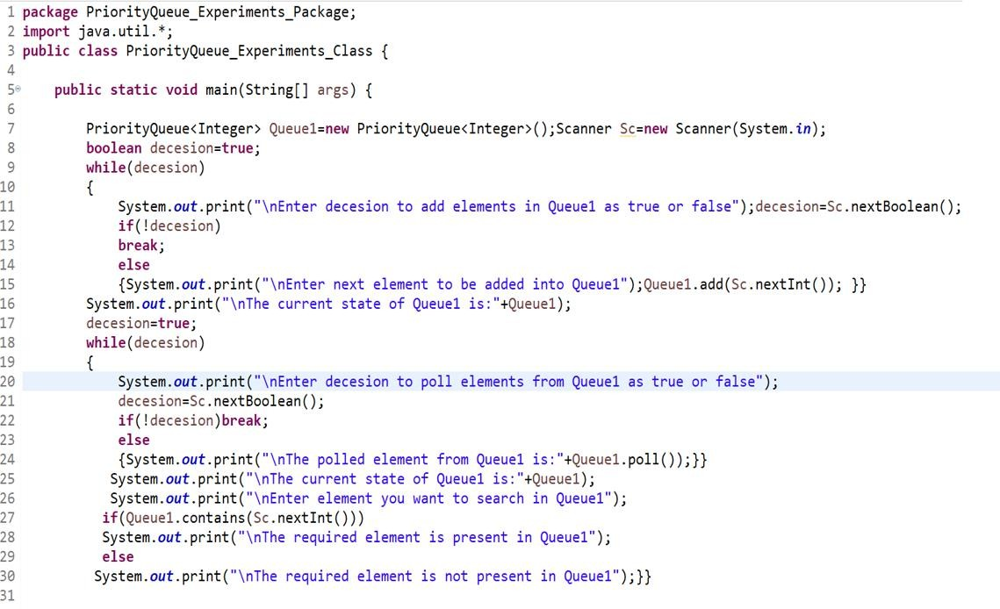 1 package PriorityQueue_Experiments_Package;
2 import java.util.*;
3 public class PriorityQueue_Experiments_Class {
4
5 public static void main(String[] args) {
6
7 PriorityQueue<Integer> Queue1=new PriorityQueue<Integer>();Scanner Sc=new Scanner(System.in);
8 boolean decesion=true;
9 while(decesion)
10 {
11 System.out.print("\nEnter decesion to add elements in Queue1 as true or false");decesion=Sc.nextBoolean();
12 if(!decesion)
13 break;
14 else
15 {System.out.print("\nEnter next element to be added into Queue1");Queue1.add(Sc.nextInt()); }}
16 System.out.print("\nThe current state of Queue1 is:"+Queue1);
17 decesion=true;
18 while(decesion)
19 {
20 System.out.print("\nEnter decesion to poll elements from Queue1 as true or false");
21 decesion=Sc.nextBoolean();
22 if(!decesion)break;
23 else
24 {System.out.print("\nThe polled element from Queue1 is:"+Queue1.poll());}}
25 System.out.print("\nThe current state of Queue1 is:"+Queue1);
26 System.out.print("\nEnter element you want to search in Queue1");
27 if(Queue1.contains(Sc.nextInt()))
28 System.out.print("\nThe required element is present in Queue1");
29 else
30 System.out.print("\nThe required element is not present in Queue1");}}
31